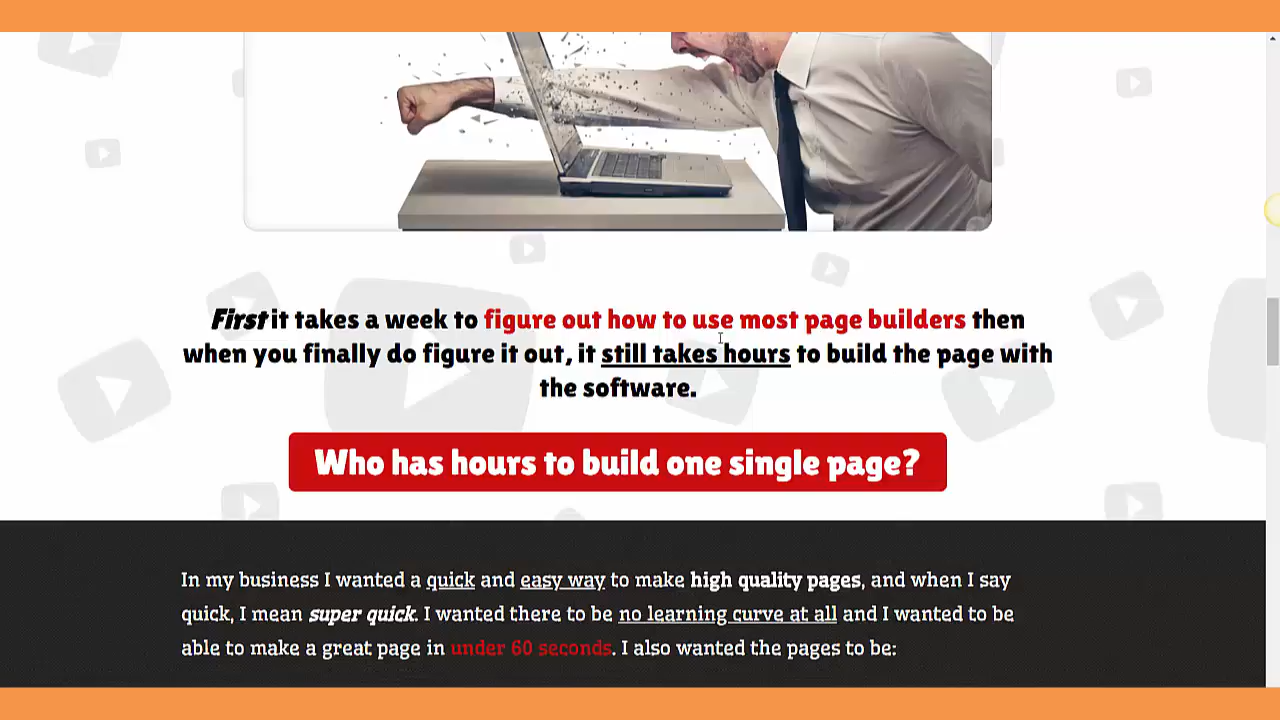 First it takes a week to figure out how to use most page builders then
when you finally do figure it out, it still takes hours to build the page with
the software.
Who has hours to build one single page?
In my business I wanted a quick and easy way to make high quality pages, and when I say
quick, I mean super quick. I wanted there to be no learning curve at all and I wanted to be
able to make a great page in under 60 seconds. I also wanted the pages to be: